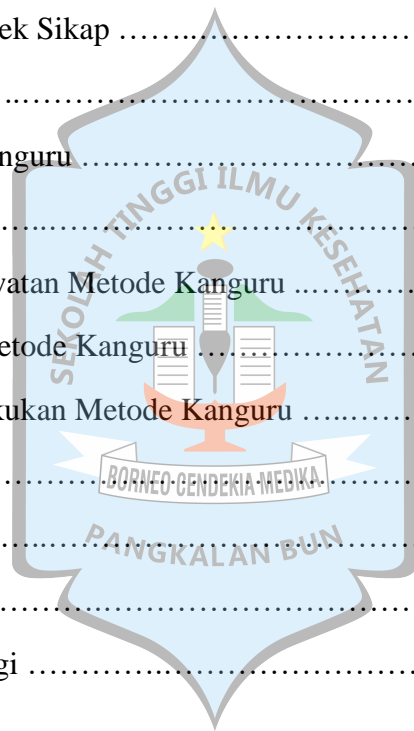 ek Sikap ……..……………………
..……………………………………
nguru ….……………………………
SEKOLAH TINGGI ILMU KESEHATAN
…..…………………………………
vatan Metode Kanguru ..…………
etode Kanguru ……………………
kukan Metode Kanguru …..………
BORNEO CENDEKIA MEDIKA
……………………………………
PANGKALAN BUN
…..…………………………………
……………………………………
gi …………..………………………